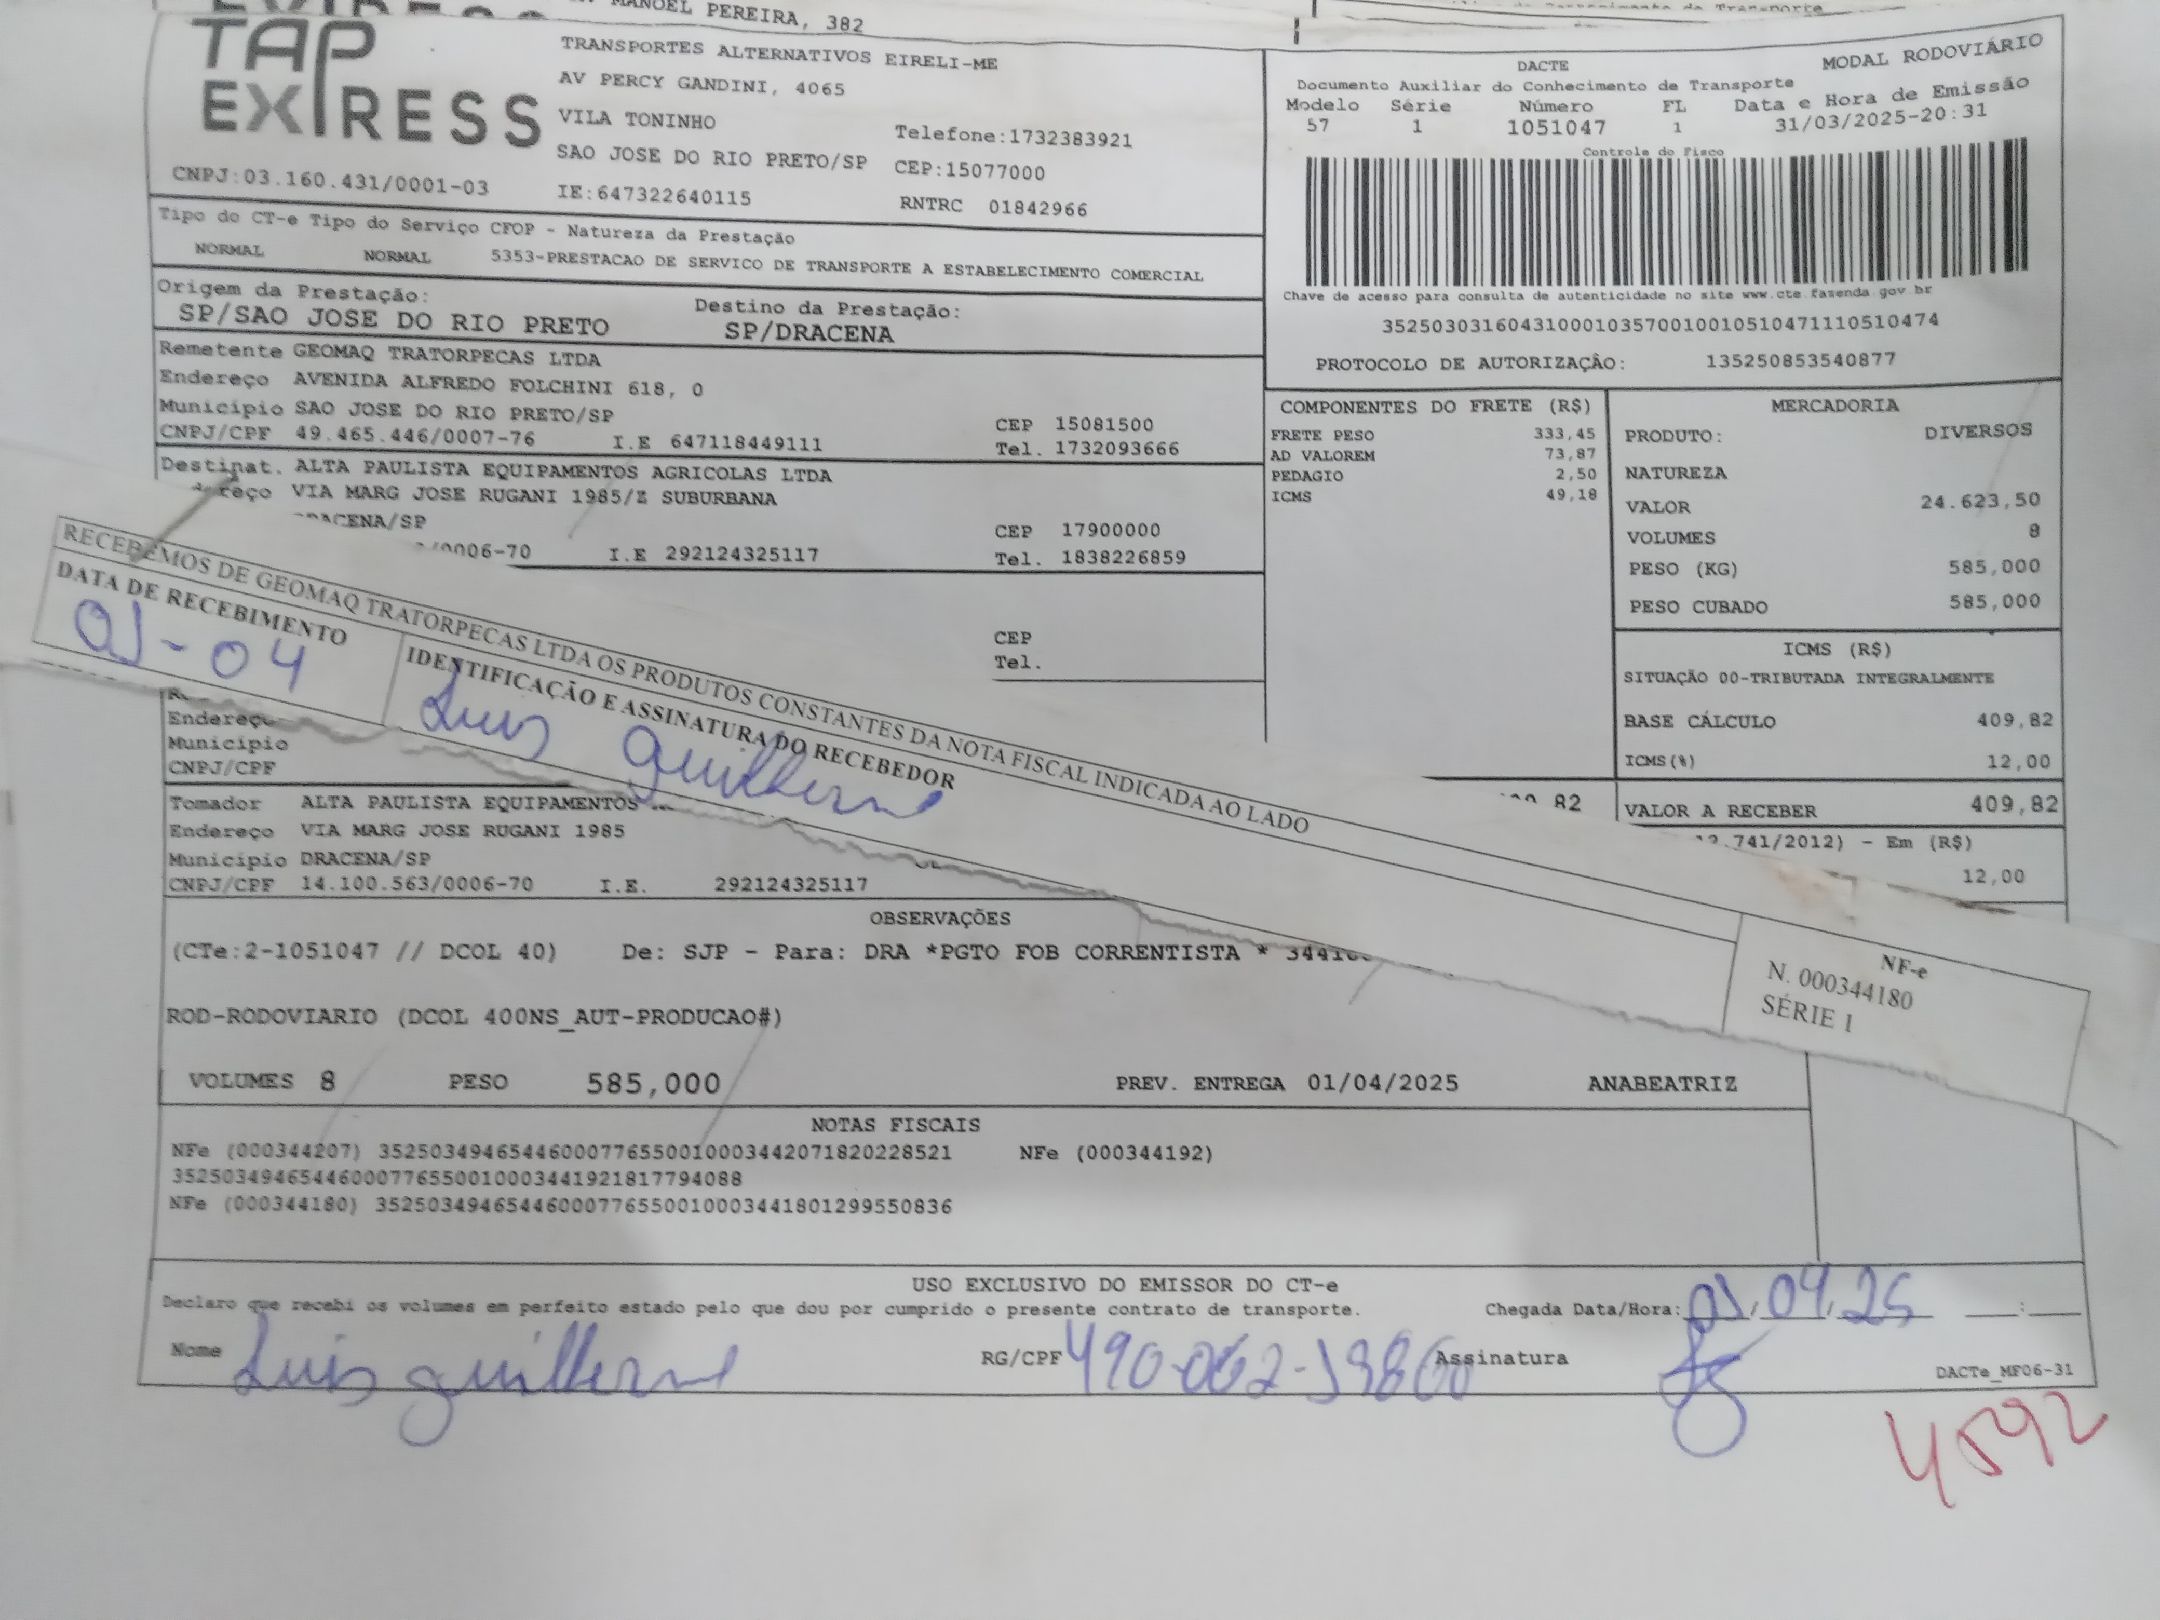 MANOEL PEREIRA, 382
TAP
EXPRESS
TRANSPORTES ALTERNATIVOS EIRELI-ME
AV PERCY GANDINI, 4065
VILA TONINHO
Telefone:1732383921
SAO JOSE DO RIO PRETO/SP CEP:15077000
CNPJ:03.160.431/0001-03 IE:647322640115 RNTRC 01842966
DACTE MODAL RODOVIÁRIO
Documento Auxiliar do Conhecimento de Transporte
Modelo Série Número FL Data e Hora de Emissão
57 1 1051047 1 31/03/2025-20:31
Controle do Fisco
Chave de acesso para consulta de autenticidade no site www.cte.fazenda.gov.br
35250303160431000103570010010510471110510474
PROTOCOLO DE AUTORIZAÇÂO: 135250853540877
Tipo do CT-e Tipo do Serviço CFOP - Natureza da Prestação
NORMAL NORMAL 5353-PRESTACAO DE SERVICO DE TRANSPORTE A ESTABELECIMENTO COMERCIAL
Origem da Prestação: Destino da Prestação:
SP/SAO JOSE DO RIO PRETO SP/DRACENA
Remetente GEOMAQ TRATORPECAS LTDA
Endereço AVENIDA ALFREDO FOLCHINI 618, 0
Município SAO JOSE DO RIO PRETO/SP CEP 15081500
CNPJ/CPF 49.465.446/0007-76 I.E 647118449111 Tel. 1732093666
Destinat. ALTA PAULISTA EQUIPAMENTOS AGRICOLAS LTDA
VIA MARG JOSE RUGANI 1985/Z SUBURBANA
DRACENA/SP CEP 17900000
/0006-70 I.E 292124325117 Tel. 1838226859
CEP
Tel.
COMPONENTES DO FRETE (R$)
FRETE PESO 333,45
AD VALOREM 73,87
PEDAGIO 2,50
ICMS 49,18
MERCADORIA
PRODUTO: DIVERSOS
NATUREZA
VALOR 24.623,50
VOLUMES 8
PESO (KG) 585,000
PESO CUBADO 585,000
ICMS (R$)
SITUAÇÃO 00-TRIBUTADA INTEGRALMENTE
BASE CÁLCULO 409,82
ICMS(%) 12,00
82 VALOR A RECEBER 409,82
741/2012) - Em (R$)
12,00
RECEBEMOS DE GEOMAQ TRATORPECAS LTDA OS PRODUTOS CONSTANTES DA NOTA FISCAL INDICADA AO LADO
DATA DE RECEBIMENTO
01-04
IDENTIFICAÇÃO E ASSINATURA DO RECEBEDOR
Luis Guilherme
NF-e
N. 000344180
SÉRIE 1
Endereço
Município
CNPJ/CPF
Tomador ALTA PAULISTA EQUIPAMENTOS
Endereço VIA MARG JOSE RUGANI 1985
Município DRACENA/SP
CNPJ/CPF 14.100.563/0006-70 I.E. 292124325117
OBSERVAÇÕES
(CTe:2-1051047 // DCOL 40) De: SJP - Para: DRA *PGTO FOB CORRENTISTA *
ROD-RODOVIARIO (DCOL 400NS_AUT-PRODUCAO#)
VOLUMES 8 PESO 585,000 PREV. ENTREGA 01/04/2025 ANABEATRIZ
NOTAS FISCAIS
NFe (000344207) 35250349465446000776550010003442071820228521 NFe (000344192)
35250349465446000776550010003441921817794088
NFe (000344180) 35250349465446000776550010003441801299550836
USO EXCLUSIVO DO EMISSOR DO CT-e
Declaro que recebi os volumes em perfeito estado pelo que dou por cumprido o presente contrato de transporte. Chegada Data/Hora: 01/04/25 :
Nome Luis Guilherme RG/CPF Assinatura
DACTe_MF06-31
4592